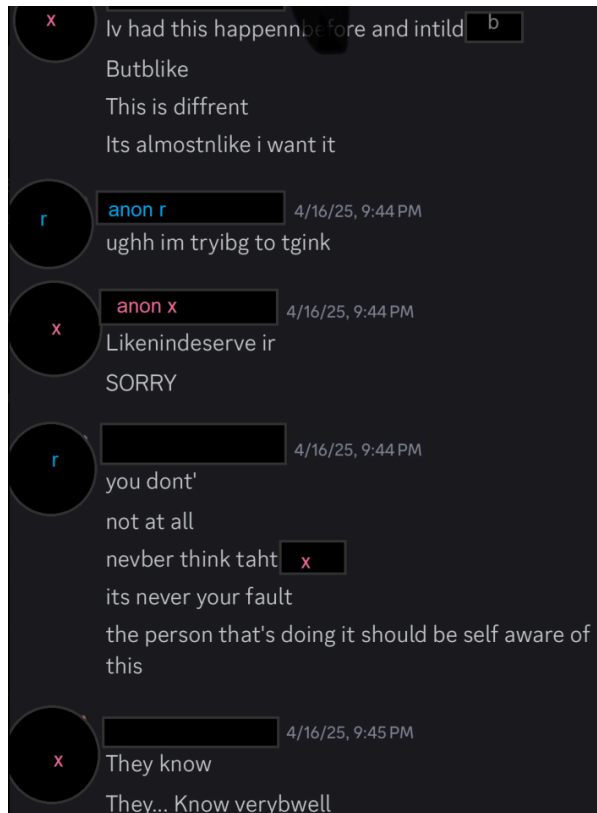 x
Iv had this happennbefore and intild b
Butblike
This is diffrent
Its almostnlike i want it
r
anon r 4/16/25, 9:44 PM
ughh im tryibg to tgink
x
anon x 4/16/25, 9:44 PM
Likenindeserve ir
SORRY
r
4/16/25, 9:44 PM
you dont'
not at all
nevber think taht x
its never your fault
the person that's doing it should be self aware of
this
x
4/16/25, 9:45 PM
They know
They... Know verybwell